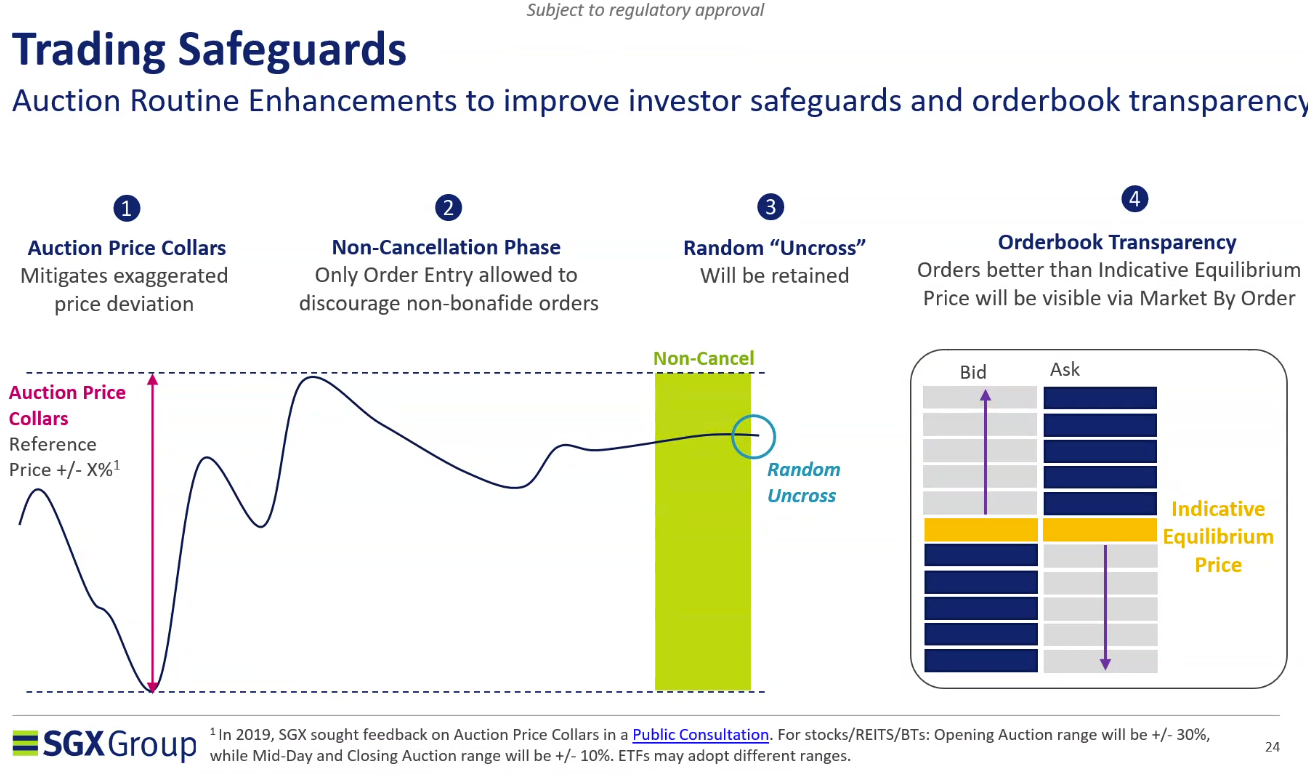 Subject to regulatory approval
Trading Safeguards
Auction Routine Enhancements to improve investor safeguards and orderbook transparency
1
Auction Price Collars
Mitigates exaggerated
price deviation
2
Non-Cancellation Phase
Only Order Entry allowed to
discourage non-bonafide orders
3
Random “Uncross”
Will be retained
4
Orderbook Transparency
Orders better than Indicative Equilibrium
Price will be visible via Market By Order
Non-Cancel
Auction Price
Collars
Reference
Price +/- X%¹
Random
Uncross
Bid
Ask
Indicative
Equilibrium
Price
SGX Group
¹ In 2019, SGX sought feedback on Auction Price Collars in a Public Consultation. For stocks/REITS/BTs: Opening Auction range will be +/- 30%,
while Mid-Day and Closing Auction range will be +/- 10%. ETFs may adopt different ranges.
24